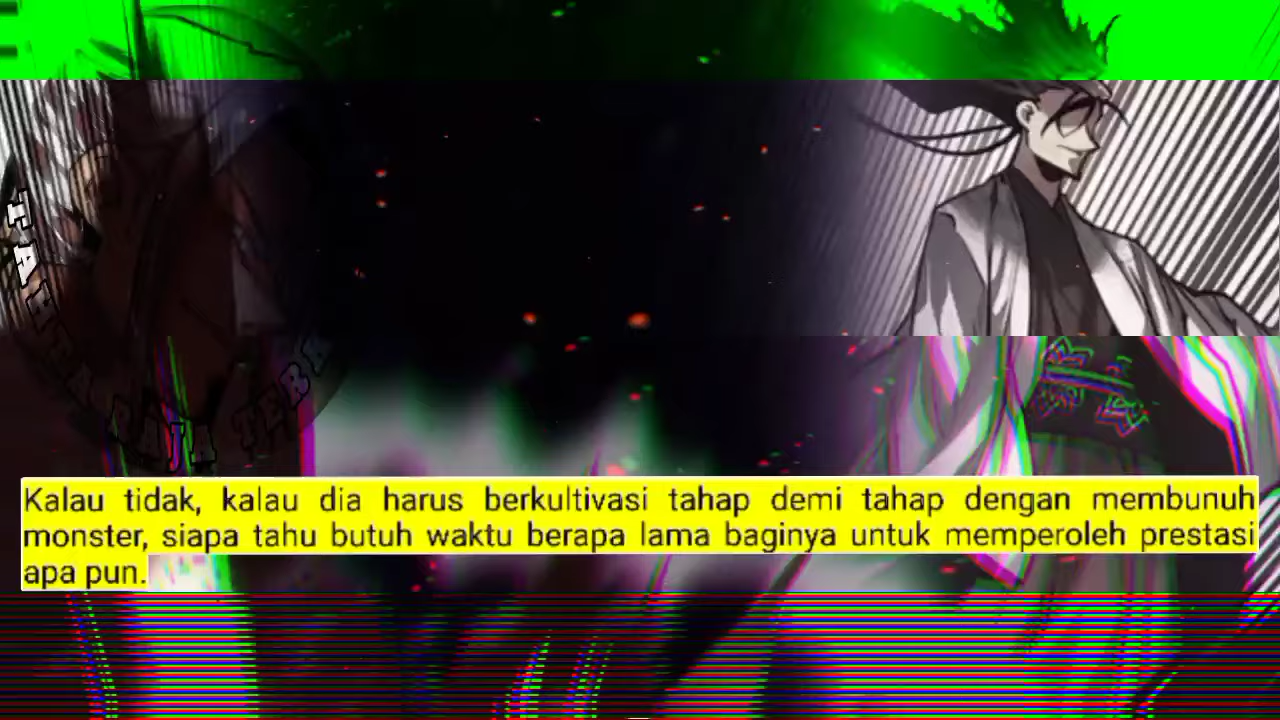 Kalau tidak, kalau dia harus berkultivasi tahap demi tahap dengan membunuh
monster, siapa tahu butuh waktu berapa lama baginya untuk memperoleh prestasi
apa pun.